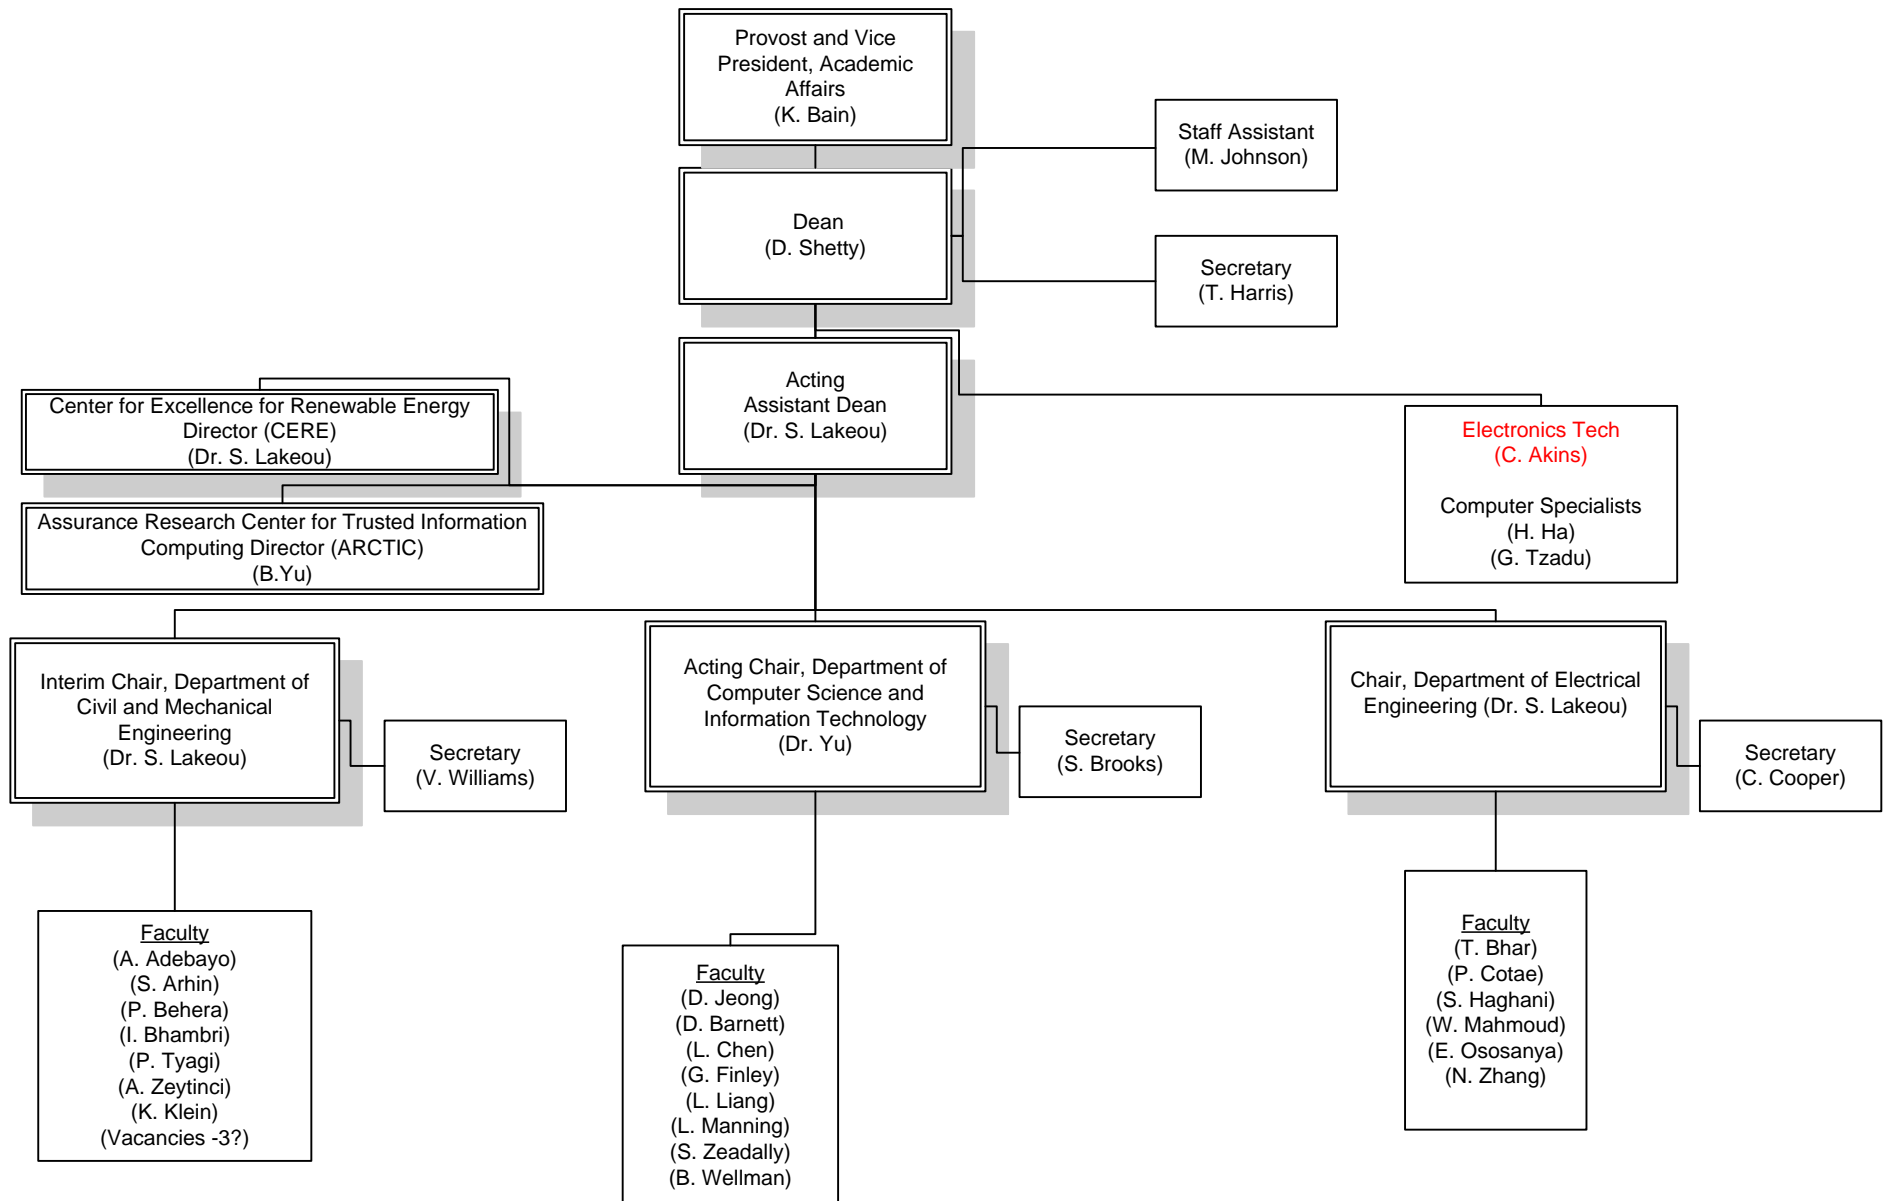 Provost and Vice
President, Academic
Affairs
(K. Bain)
Staff Assistant
(M. Johnson)
Dean
(D. Shetty)
Secretary
(T. Harris)
Acting
Assistant Dean
(Dr. S. Lakeou)
Center for Excellence for Renewable Energy
Director (CERE)
(Dr. S. Lakeou)
Electronics Tech
(C. Akins)
Computer Specialists
(H. Ha)
(G. Tzadu)
Assurance Research Center for Trusted Information
Computing Director (ARCTIC)
(B.Yu)
Interim Chair, Department of
Civil and Mechanical
Engineering
(Dr. S. Lakeou)
Secretary
(V. Williams)
Acting Chair, Department of
Computer Science and
Information Technology
(Dr. Yu)
Secretary
(S. Brooks)
Chair, Department of Electrical
Engineering (Dr. S. Lakeou)
Secretary
(C. Cooper)
Faculty
(A. Adebayo)
(S. Arhin)
(P. Behera)
(I. Bhambri)
(P. Tyagi)
(A. Zeytinci)
(K. Klein)
(Vacancies -3?)
Faculty
(D. Jeong)
(D. Barnett)
(L. Chen)
(G. Finley)
(L. Liang)
(L. Manning)
(S. Zeadally)
(B. Wellman)
Faculty
(T. Bhar)
(P. Cotae)
(S. Haghani)
(W. Mahmoud)
(E. Ososanya)
(N. Zhang)